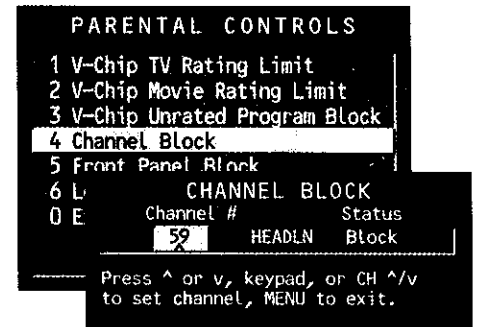 PARENTAL CONTROLS
1 V-Chip TV Rating Limit
2 V-Chip Movie Rating Limit
3 V-Chip Unrated Program Block
4 Channel Block
5 Front Panel Block
6 L
0 E
CHANNEL BLOCK
Channel # Status
59 HEADLN Block
Press ^ or v, keypad, or CH ^/v
to set channel, MENU to exit.